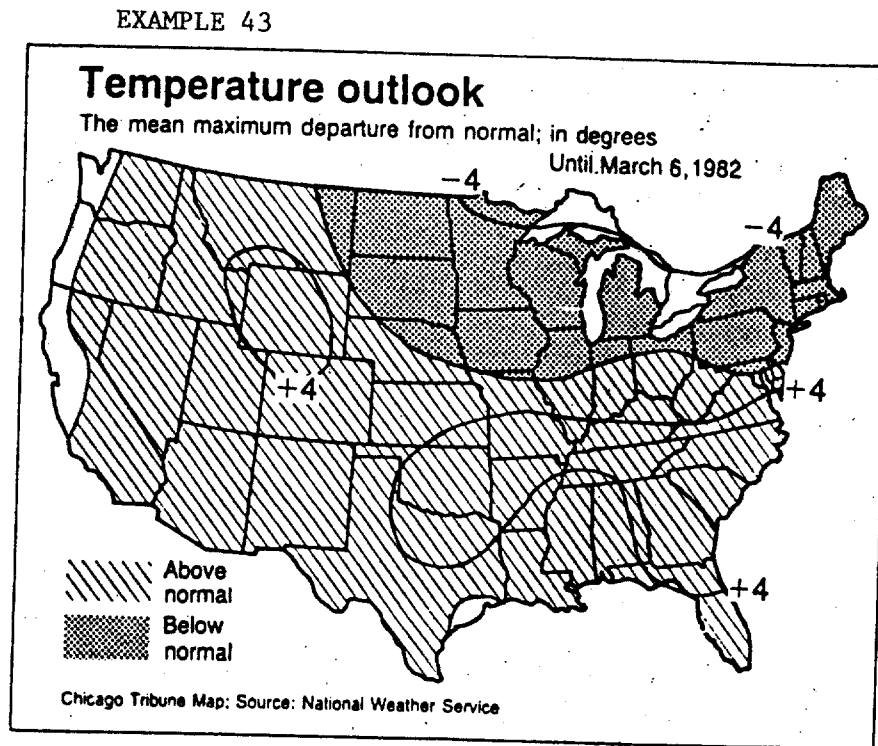 EXAMPLE 43
Temperature outlook
The mean maximum departure from normal; in degrees
Until March 6, 1982
-4
-4
+4
+4
+4
Above
normal
Below
normal
Chicago Tribune Map; Source: National Weather Service